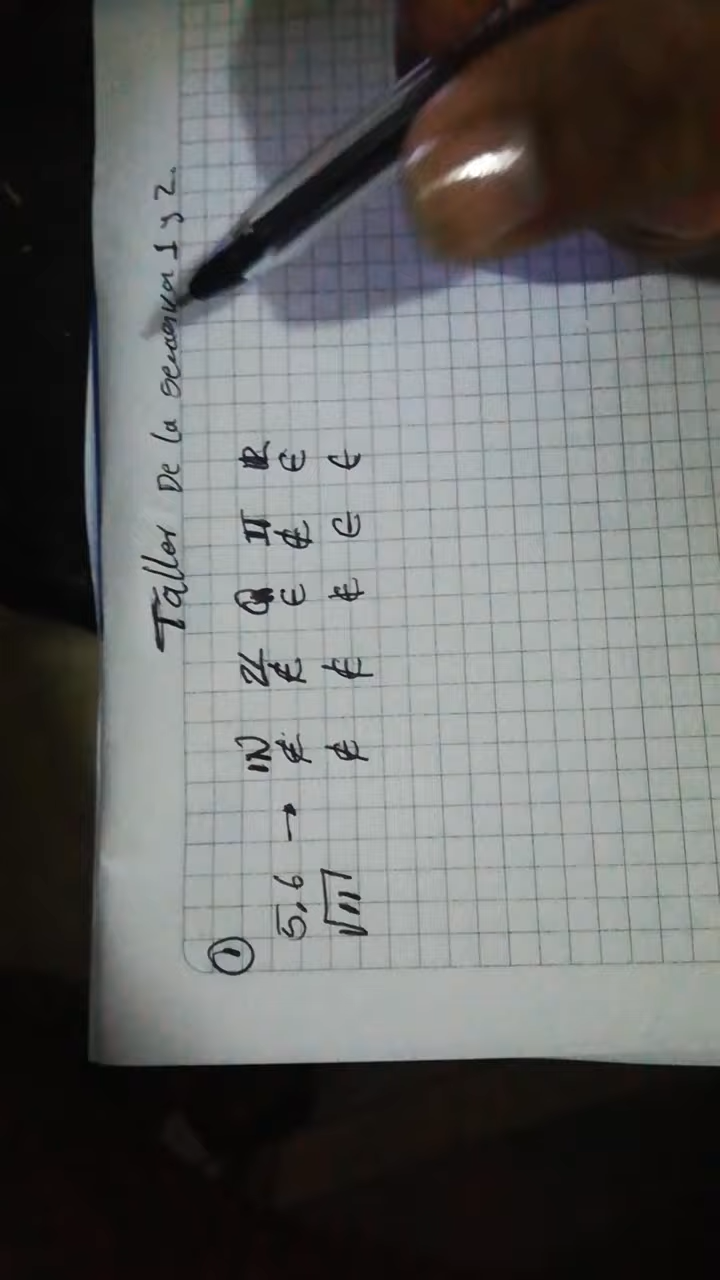 Taller De la semana 1 y 2.
① IN Z Q II R
5,6 → ∉ ∉ ∈ ∉ ∈
√11 ∉ ∉ ∉ ∈ ∈